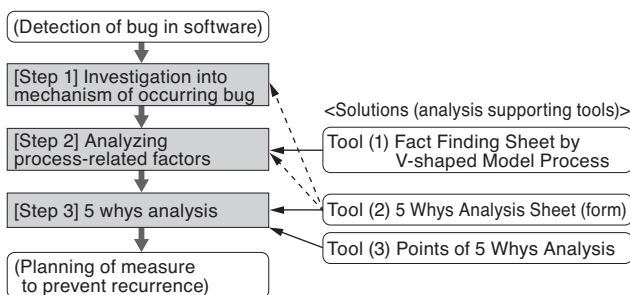 (Detection of bug in software)
[Step 1] Investigation into
mechanism of occurring bug
<Solutions (analysis supporting tools)>
[Step 2] Analyzing
process-related factors
Tool (1) Fact Finding Sheet by
V-shaped Model Process
[Step 3] 5 whys analysis
Tool (2) 5 Whys Analysis Sheet (form)
Tool (3) Points of 5 Whys Analysis
(Planning of measure
to prevent recurrence)